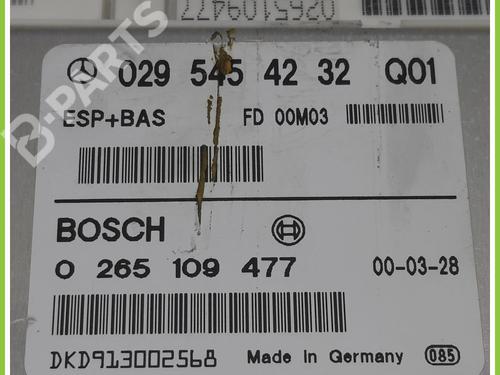 0265109477
029 545 42 32 Q01
ESP+BAS FD 00M03
BOSCH
0 265 109 477 00-03-28
DKD913002568 Made in Germany 085
B-PARTS